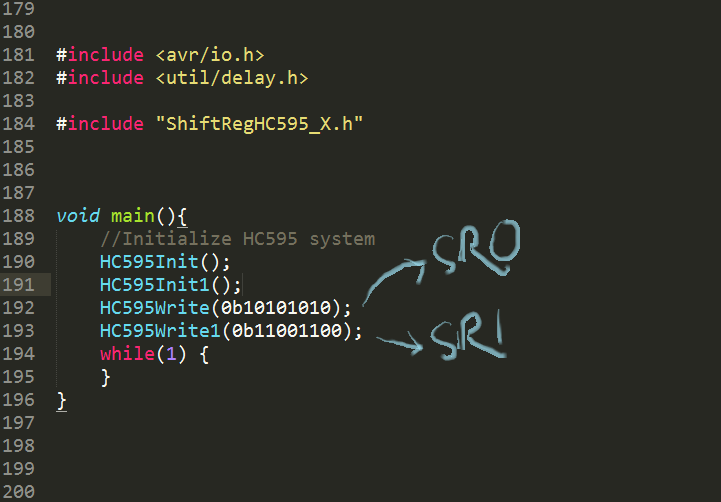 179
180
181 #include <avr/io.h>
182 #include <util/delay.h>
183
184 #include "ShiftRegHC595_X.h"
185
186
187
188 void main(){
189 //Initialize HC595 system
190 HC595Init();
191 HC595Init1();
192 HC595Write(0b10101010); SR0
193 HC595Write1(0b11001100); SR1
194 while(1) {
195 }
196 }
197
198
199
200